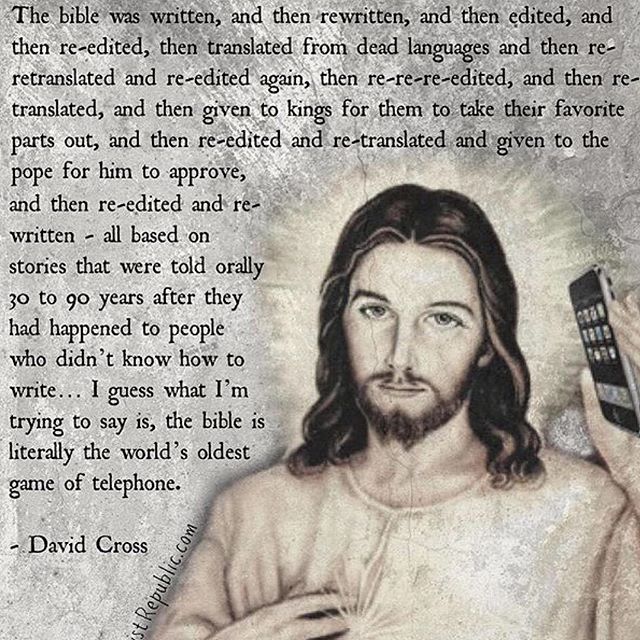 The bible was written, and then rewritten, and then edited, and
then re-edited, then translated from dead languages and then re-
retranslated and re-edited again, then re-re-re-edited, and then re-
translated, and then given to kings for them to take their favorite
parts out, and then re-edited and re-translated and given to the
pope for him to approve,
and then re-edited and re-
written - all based on
stories that were told orally
30 to 90 years after they
had happened to people
who didn't know how to
write... I guess what I'm
trying to say is, the bible is
literally the world's oldest
game of telephone.
- David Cross
ist Republic.com